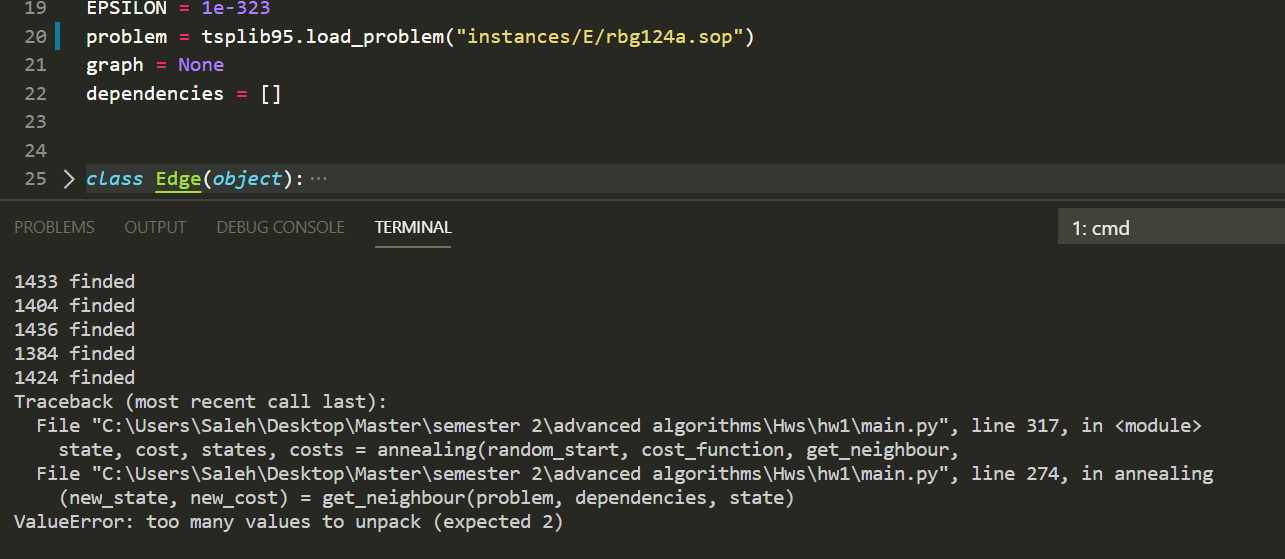 19 EPSILON = 1e-323
20 problem = tsplib95.load_problem("instances/E/rbg124a.sop")
21 graph = None
22 dependencies = []
23
24
25 class Edge(object):···
PROBLEMS OUTPUT DEBUG CONSOLE TERMINAL 1: cmd
1433 finded
1404 finded
1436 finded
1384 finded
1424 finded
Traceback (most recent call last):
File "C:\Users\Saleh\Desktop\Master\semester 2\advanced algorithms\Hws\hw1\main.py", line 317, in <module>
state, cost, states, costs = annealing(random_start, cost_function, get_neighbour,
File "C:\Users\Saleh\Desktop\Master\semester 2\advanced algorithms\Hws\hw1\main.py", line 274, in annealing
(new_state, new_cost) = get_neighbour(problem, dependencies, state)
ValueError: too many values to unpack (expected 2)